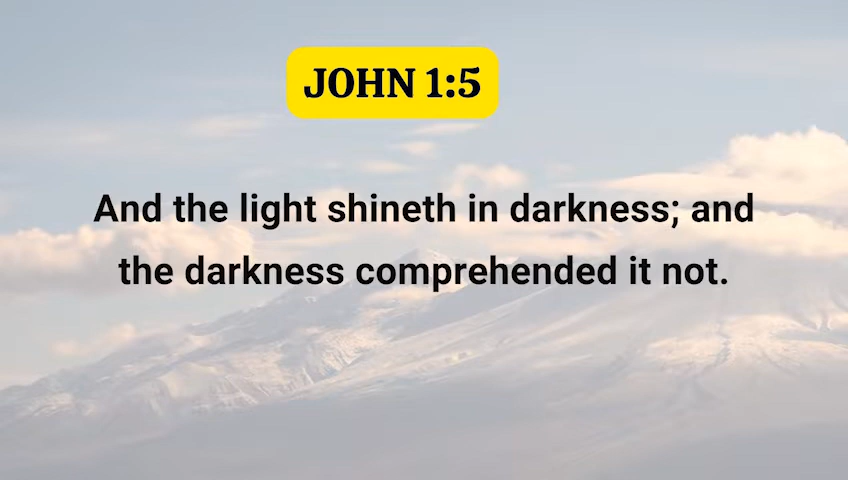 JOHN 1:5
And the light shineth in darkness; and
the darkness comprehended it not.